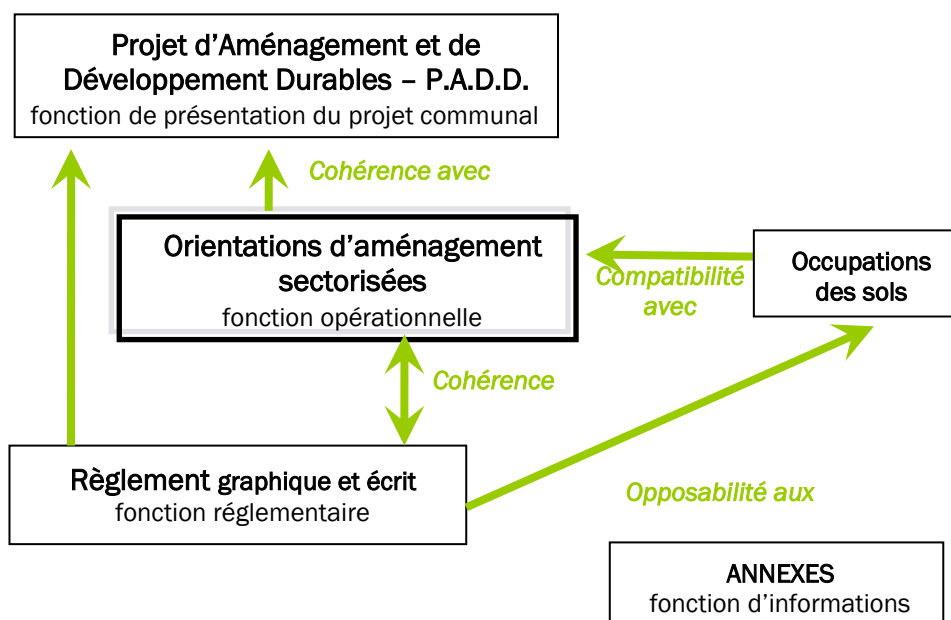 Projet d’Aménagement et de
Développement Durables – P.A.D.D.
fonction de présentation du projet communal
Cohérence avec
Orientations d’aménagement
sectorisées
fonction opérationnelle
Compatibilité
avec
Occupations
des sols
Cohérence
Règlement graphique et écrit
fonction réglementaire
Opposabilité aux
ANNEXES
fonction d’informations